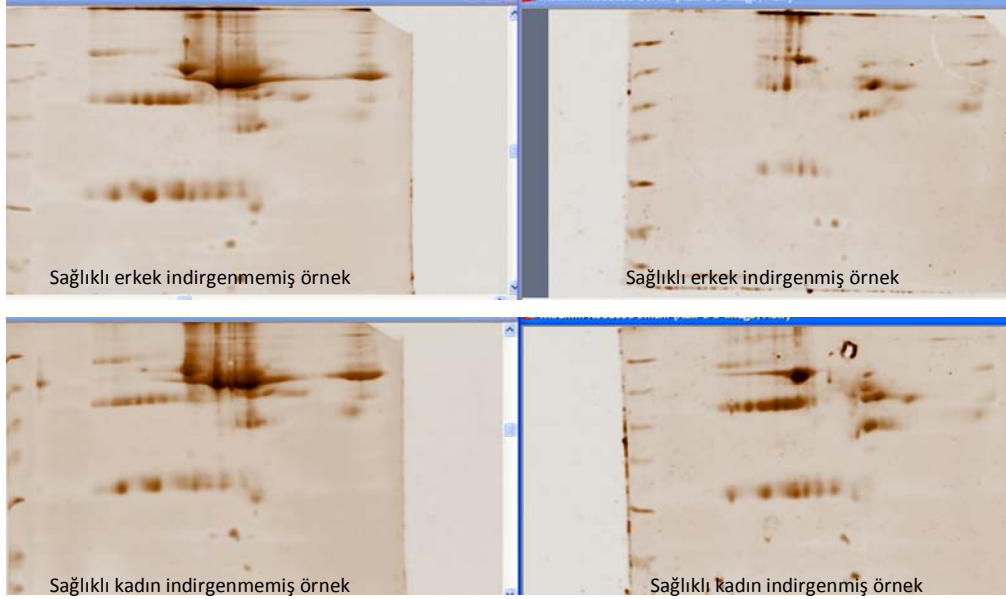 Sağlıklı erkek indirgenmemiş örnek
Sağlıklı erkek indirgenmiş örnek
Sağlıklı kadın indirgenmemiş örnek
Sağlıklı kadın indirgenmiş örnek